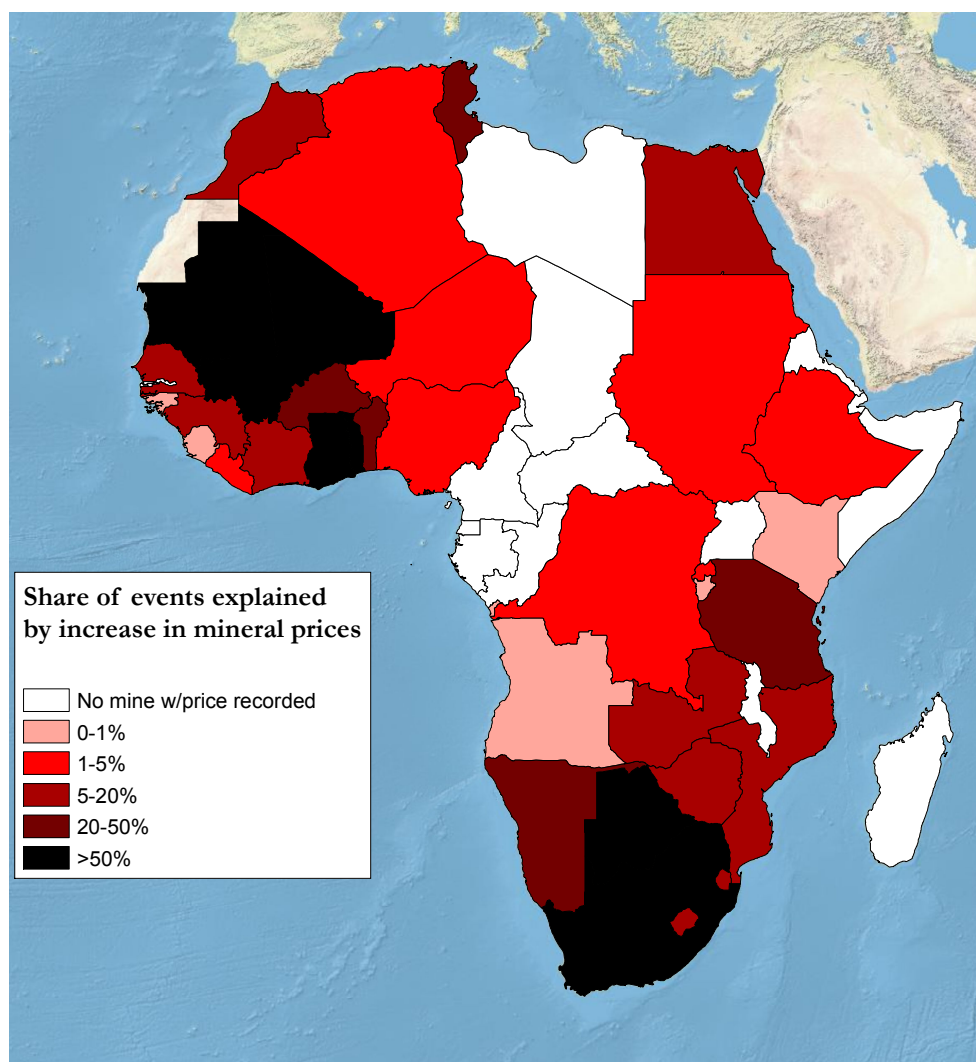 Share of events explained
by increase in mineral prices
No mine w/price recorded
0-1%
1-5%
5-20%
20-50%
>50%